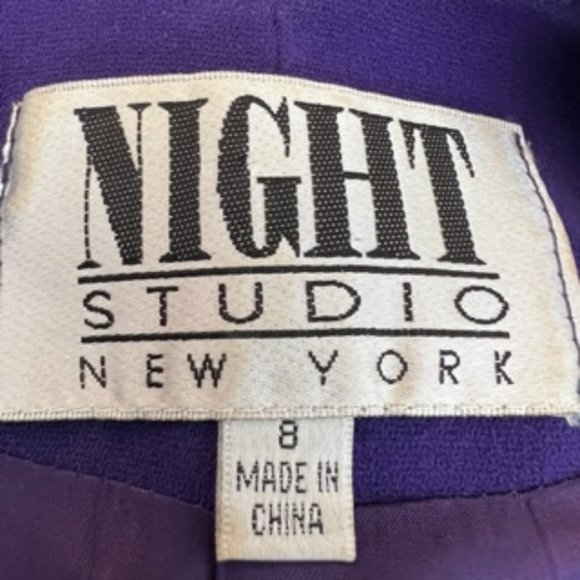 NIGHT
STUDIO
NEW YORK
8
MADE IN
CHINA